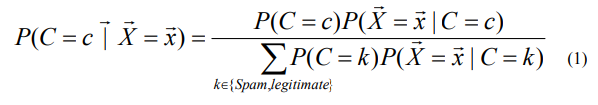 P(C = c | X⃗ = x⃗) = P(C = c)P(X⃗ = x⃗ | C = c) / ∑ P(C = k)P(X⃗ = x⃗ | C = k) (1)
k∈{Spam,legitimate}